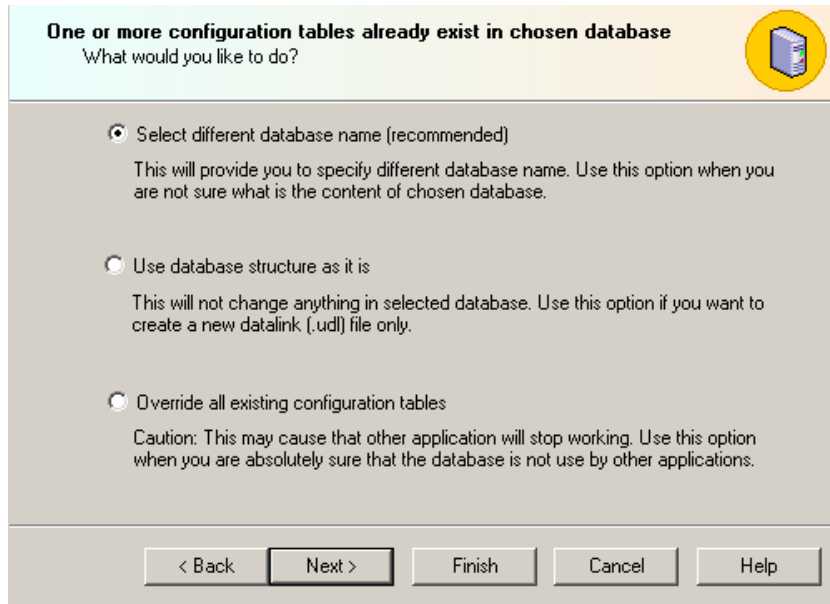 One or more configuration tables already exist in chosen database
What would you like to do?
Select different database name (recommended)
This will provide you to specify different database name. Use this option when you
are not sure what is the content of chosen database.
Use database structure as it is
This will not change anything in selected database. Use this option if you want to
create a new datalink (.udl) file only.
Override all existing configuration tables
Caution: This may cause that other application will stop working. Use this option
when you are absolutely sure that the database is not use by other applications.
< Back Next > Finish Cancel Help